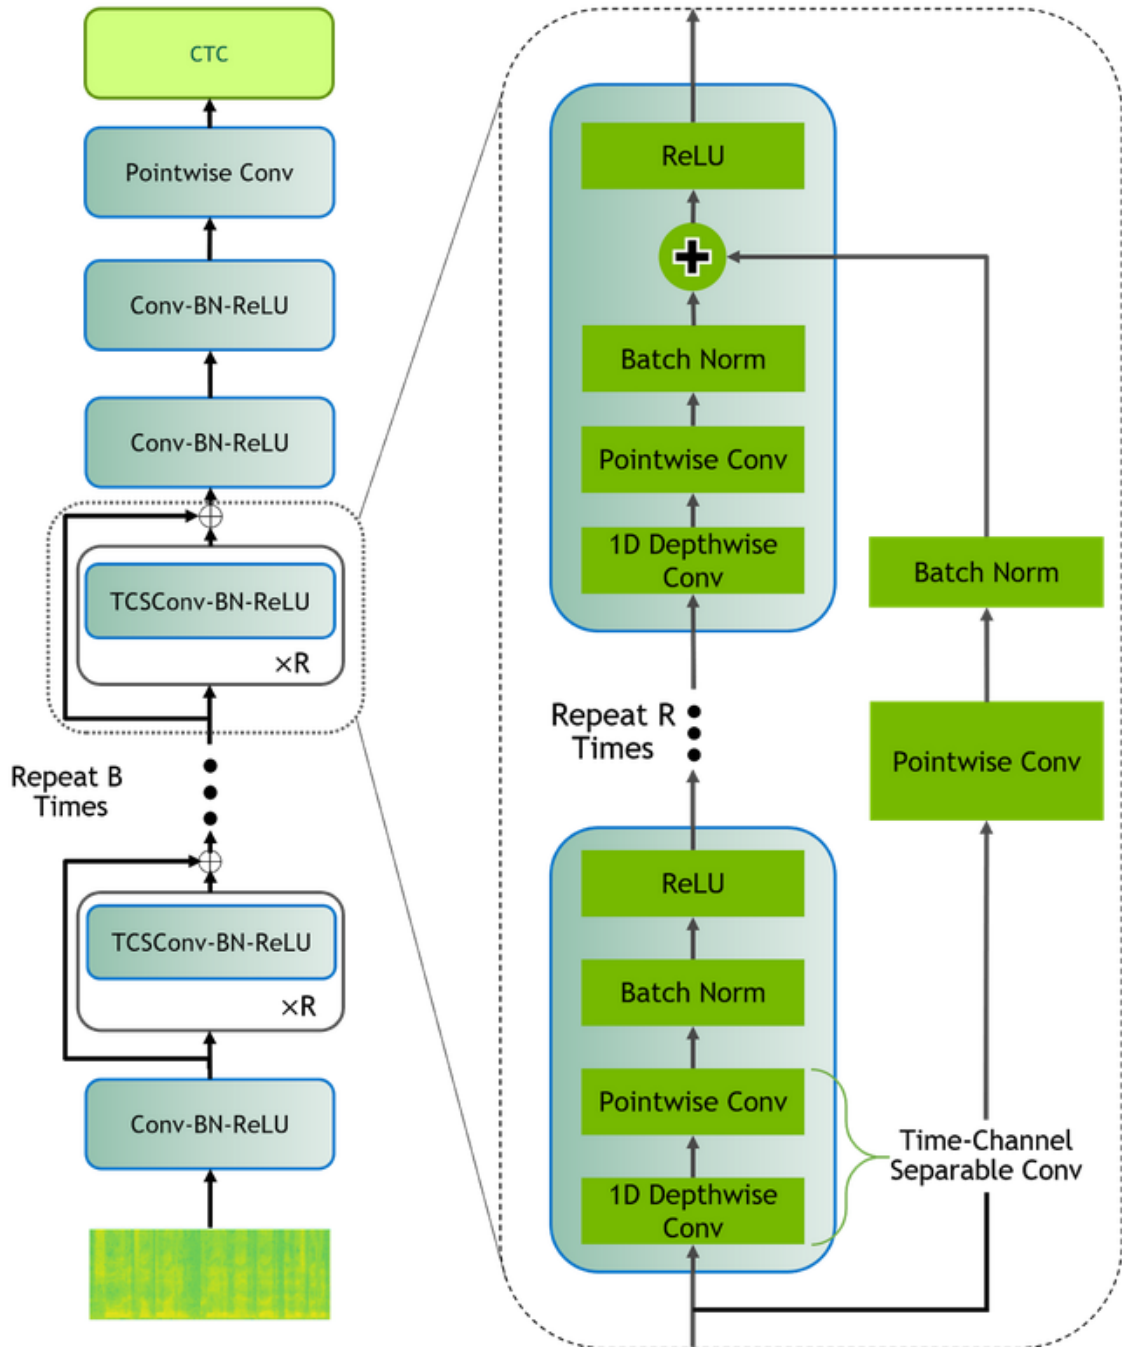 CTC
Pointwise Conv
Conv-BN-ReLU
Conv-BN-ReLU
TCSConv-BN-ReLU
×R
Repeat B
Times
TCSConv-BN-ReLU
×R
Conv-BN-ReLU
ReLU
+
Batch Norm
Pointwise Conv
1D Depthwise
Conv
Repeat R
Times
ReLU
Batch Norm
Pointwise Conv
1D Depthwise
Conv
Batch Norm
Pointwise Conv
Time-Channel
Separable Conv